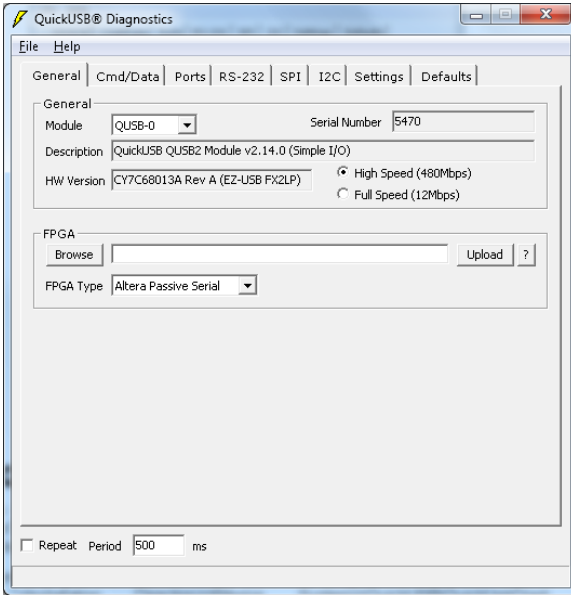 QuickUSB® Diagnostics
File Help
General Cmd/Data Ports RS-232 SPI I2C Settings Defaults
General
Module QUSB-0 Serial Number 5470
Description QuickUSB QUSB2 Module v2.14.0 (Simple I/O)
HW Version CY7C68013A Rev A (EZ-USB FX2LP) High Speed (480Mbps)
Full Speed (12Mbps)
FPGA
Browse Upload ?
FPGA Type Altera Passive Serial
Repeat Period 500 ms